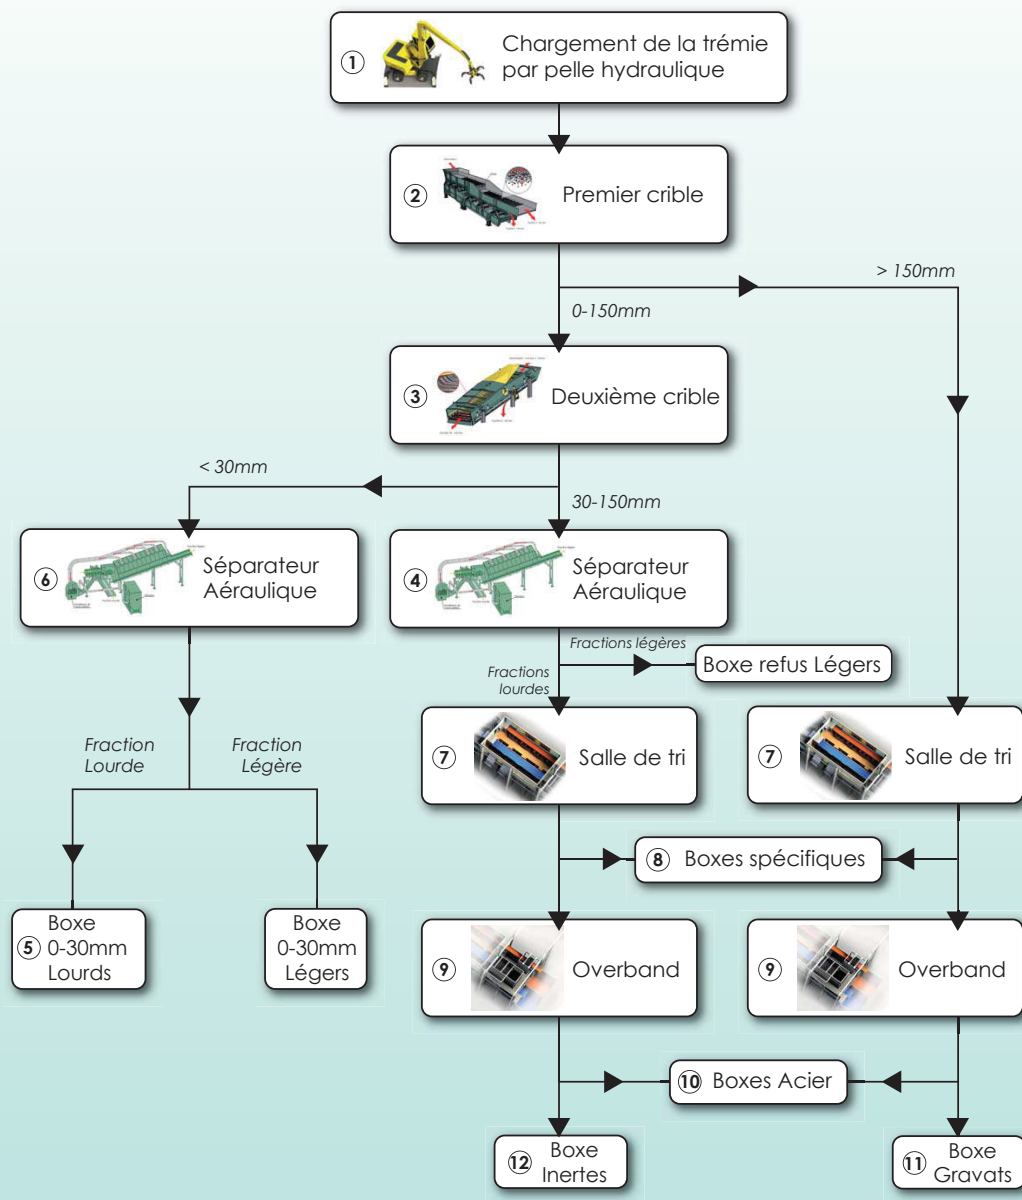 1
Chargement de la trémie
par pelle hydraulique
2
Premier crible
> 150mm
0-150mm
3
Deuxième crible
< 30mm
30-150mm
6
Séparateur
Aéraulique
4
Séparateur
Aéraulique
Fractions légères
Boxe refus Légers
Fractions
lourdes
7
Salle de tri
7
Salle de tri
Fraction
Lourde
Fraction
Légère
8 Boxes spécifiques
5
Boxe
0-30mm
Lourds
Boxe
0-30mm
Légers
9
Overband
9
Overband
10 Boxes Acier
12
Boxe
Inertes
11
Boxe
Gravats